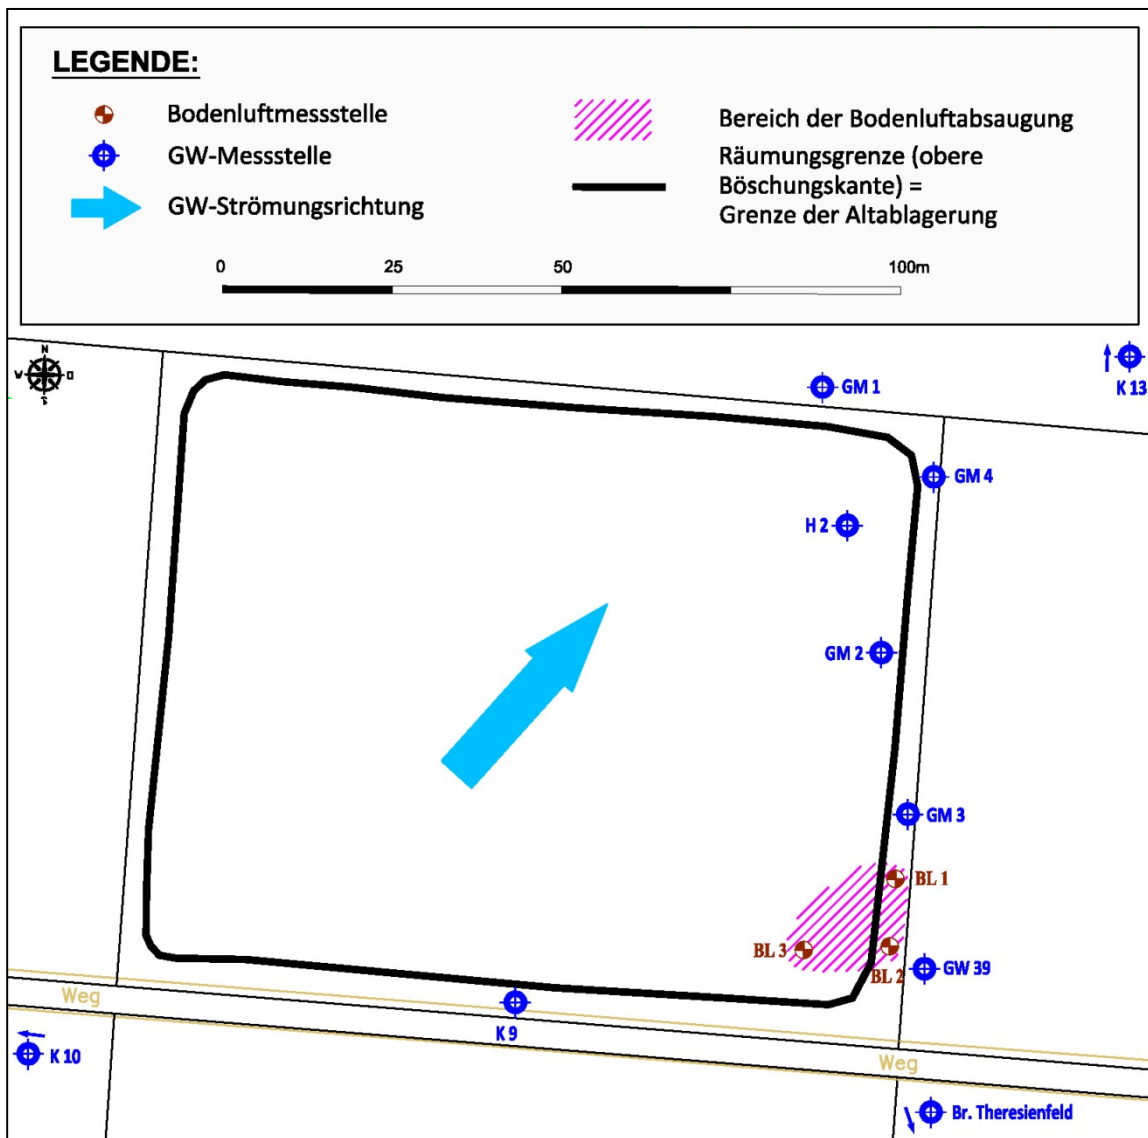 LEGENDE:
Bodenluftmessstelle
GW-Messstelle
GW-Strömungsrichtung
Bereich der Bodenluftabsaugung
Räumungsgrenze (obere
Böschungskante) =
Grenze der Altablagerung
0 25 50 100m
N
W O
S
GM 1
K 13
GM 4
H 2
GM 2
GM 3
BL 1
BL 3
BL 2
GW 39
Weg
K 9
K 10
Weg
Br. Theresienfeld